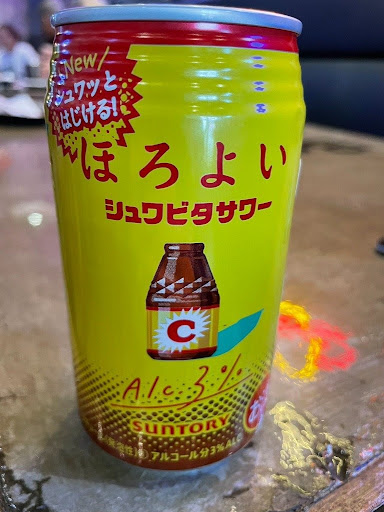 New/
シュワッと
はじける!
ほろよい
シュワビタサワー
C
Alc 3%
SUNTORY
アルコール分3%